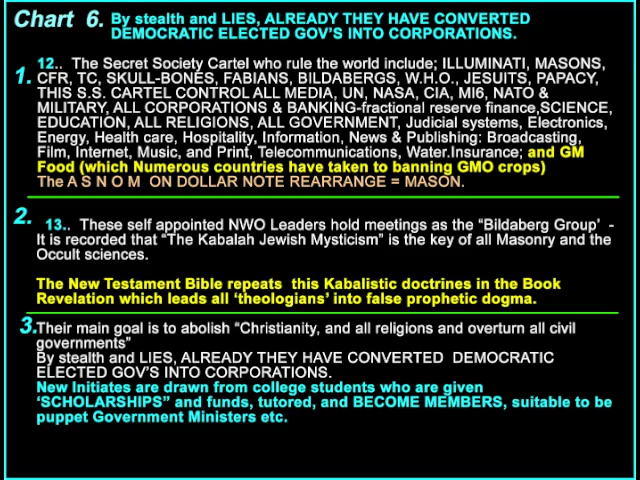 Chart 6. By stealth and LIES, ALREADY THEY HAVE CONVERTED
DEMOCRATIC ELECTED GOV'S INTO CORPORATIONS.
1. 12.. The Secret Society Cartel who rule the world include; ILLUMINATI, MASONS,
CFR, TC, SKULL-BONES, FABIANS, BILDABERGS, W.H.O., JESUITS, PAPACY,
THIS S.S. CARTEL CONTROL ALL MEDIA, UN, NASA, CIA, MI6, NATO &
MILITARY, ALL CORPORATIONS & BANKING-fractional reserve finance,SCIENCE,
EDUCATION, ALL RELIGIONS, ALL GOVERNMENT, Judicial systems, Electronics,
Energy, Health care, Hospitality, Information, News & Publishing: Broadcasting,
Film, Internet, Music, and Print, Telecommunications, Water.Insurance; and GM
Food (which Numerous countries have taken to banning GMO crops)
The A S N O M ON DOLLAR NOTE REARRANGE = MASON.
2. 13.. These self appointed NWO Leaders hold meetings as the “Bildaberg Group’ -
It is recorded that “The Kabalah Jewish Mysticism” is the key of all Masonry and the
Occult sciences.
The New Testament Bible repeats this Kabalistic doctrines in the Book
Revelation which leads all ‘theologians’ into false prophetic dogma.
3. Their main goal is to abolish “Christianity, and all religions and overturn all civil
governments”
By stealth and LIES, ALREADY THEY HAVE CONVERTED DEMOCRATIC
ELECTED GOV'S INTO CORPORATIONS.
New Initiates are drawn from college students who are given
‘SCHOLARSHIPS” and funds, tutored, and BECOME MEMBERS, suitable to be
puppet Government Ministers etc.